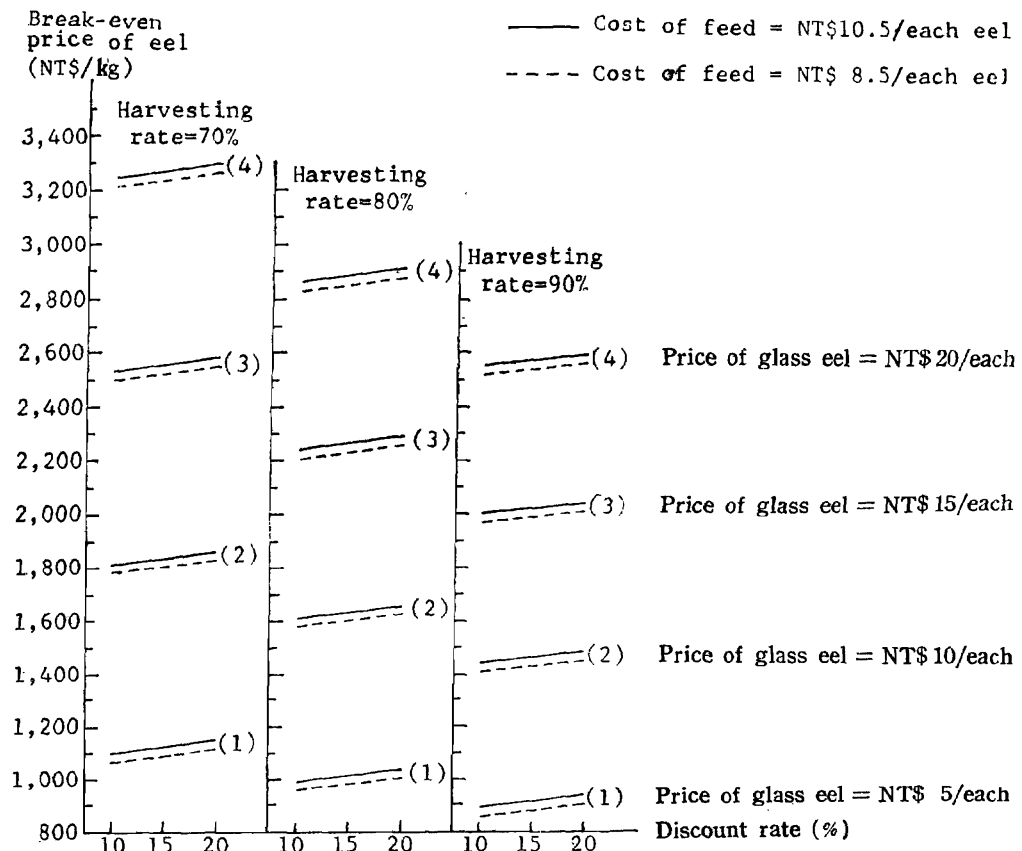 Break-even
price of eel
(NT$/kg)
Cost of feed = NT$10.5/each eel
Cost of feed = NT$ 8.5/each eel
Harvesting
rate=70%
Harvesting
rate=80%
Harvesting
rate=90%
3,400
3,200
3,000
2,800
2,600
2,400
2,200
2,000
1,800
1,600
1,400
1,200
1,000
800
(4)
(3)
(2)
(1)
(4)
(3)
(2)
(1)
(4) Price of glass eel = NT$ 20/each
(3) Price of glass eel = NT$ 15/each
(2) Price of glass eel = NT$ 10/each
(1) Price of glass eel = NT$ 5/each
Discount rate (%)
10 15 20 10 15 20 10 15 20